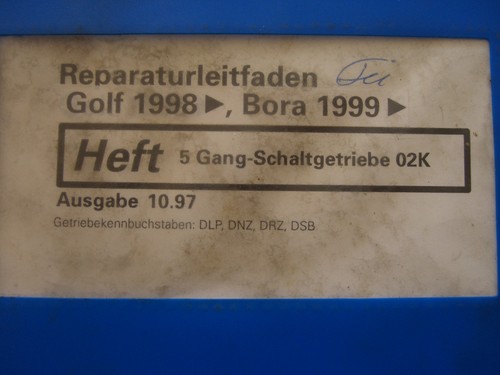 Reparaturleitfaden
Golf 1998 ►, Bora 1999 ►
Heft 5 Gang-Schaltgetriebe 02K
Ausgabe 10.97
Getriebekennbuchstaben: DLP, DNZ, DRZ, DSB